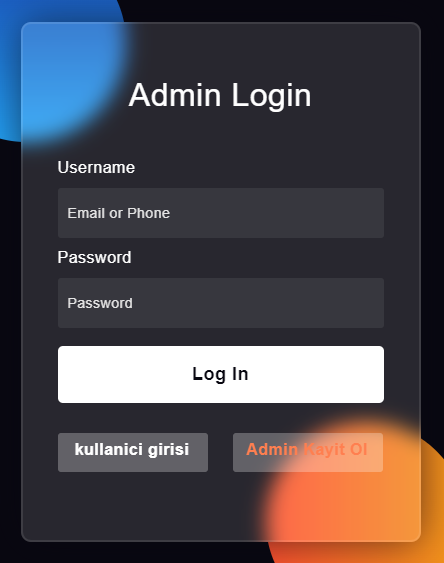 Admin Login
Username
Email or Phone
Password
Password
Log In
kullanici girisi
Admin Kayit Ol